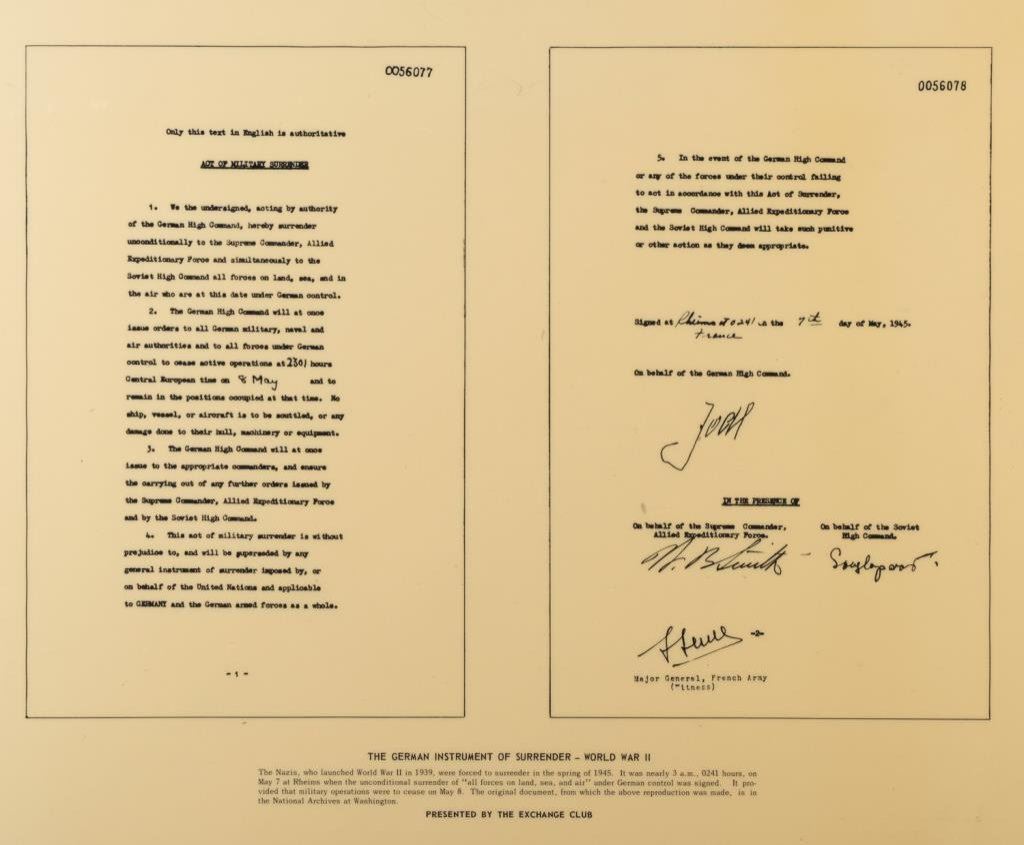 0056077
Only this text in English is authoritative
ACT OF MILITARY SURRENDER
1. We the undersigned, acting by authority
of the German High Command, hereby surrender
unconditionally to the Supreme Commander, Allied
Expeditionary Force and simultaneously to the
Soviet High Command all forces on land, sea, and in
the air who are at this date under German control.
2. The German High Command will at once
issue orders to all German military, naval and
air authorities and to all forces under German
control to cease active operations at 2301 hours
Central European time on 8 May and to
remain in the positions occupied at that time. No
ship, vessel, or aircraft is to be scuttled, or any
damage done to their hull, machinery or equipment.
3. The German High Command will at once
issue to the appropriate commanders, and ensure
the carrying out of any further orders issued by
the Supreme Commander, Allied Expeditionary Force
and by the Soviet High Command.
4. This act of military surrender is without
prejudice to, and will be superseded by any
general instrument of surrender imposed by, or
on behalf of the United Nations and applicable
to GERMANY and the German armed forces as a whole.
- 1 -
0056078
5. In the event of the German High Command
or any of the forces under their control failing
to act in accordance with this Act of Surrender,
the Supreme Commander, Allied Expeditionary Force
and the Soviet High Command will take such punitive
or other action as they deem appropriate.
Signed at Rheims at 0241 in the 7th day of May, 1945.
France
On behalf of the German High Command.
Jodl
IN THE PRESENCE OF
On behalf of the Supreme Commander,
Allied Expeditionary Force.
W. B. Smith
On behalf of the Soviet
High Command.
-2-
Major General, French Army
(Witness)
THE GERMAN INSTRUMENT OF SURRENDER – WORLD WAR II
The Nazis, who launched World War II in 1939, were forced to surrender in the spring of 1945. It was nearly 3 a.m., 0241 hours, on
May 7 at Rheims when the unconditional surrender of "all forces on land, sea, and air" under German control was signed. It pro-
vided that military operations were to cease on May 8. The original document, from which the above reproduction was made, is in
the National Archives at Washington.
PRESENTED BY THE EXCHANGE CLUB